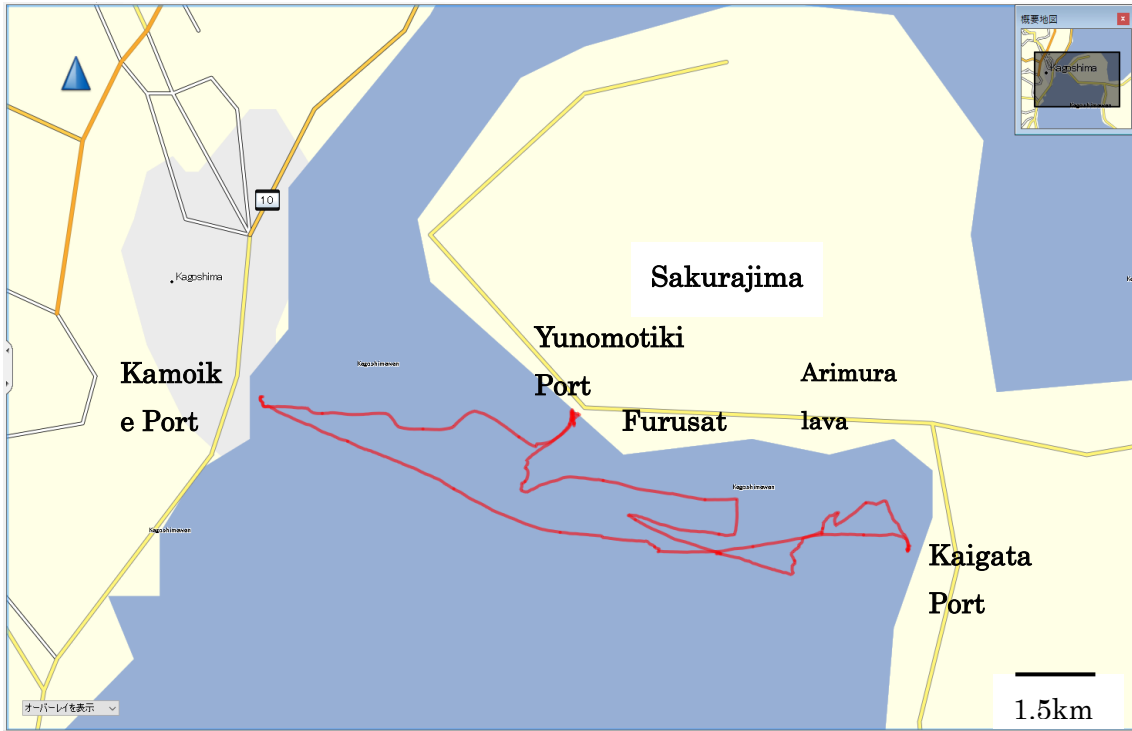 概要地図
Kagoshima
Kagoshimawan
10
Kagoshima
Sakurajima
Yunomotiki
Port
Kagoshimawan
Kamoik
e Port
Arimura
lava
Furusat
Kagoshimawan
Kagoshimawan
Kaigata
Port
オーバーレイを表示
1.5km